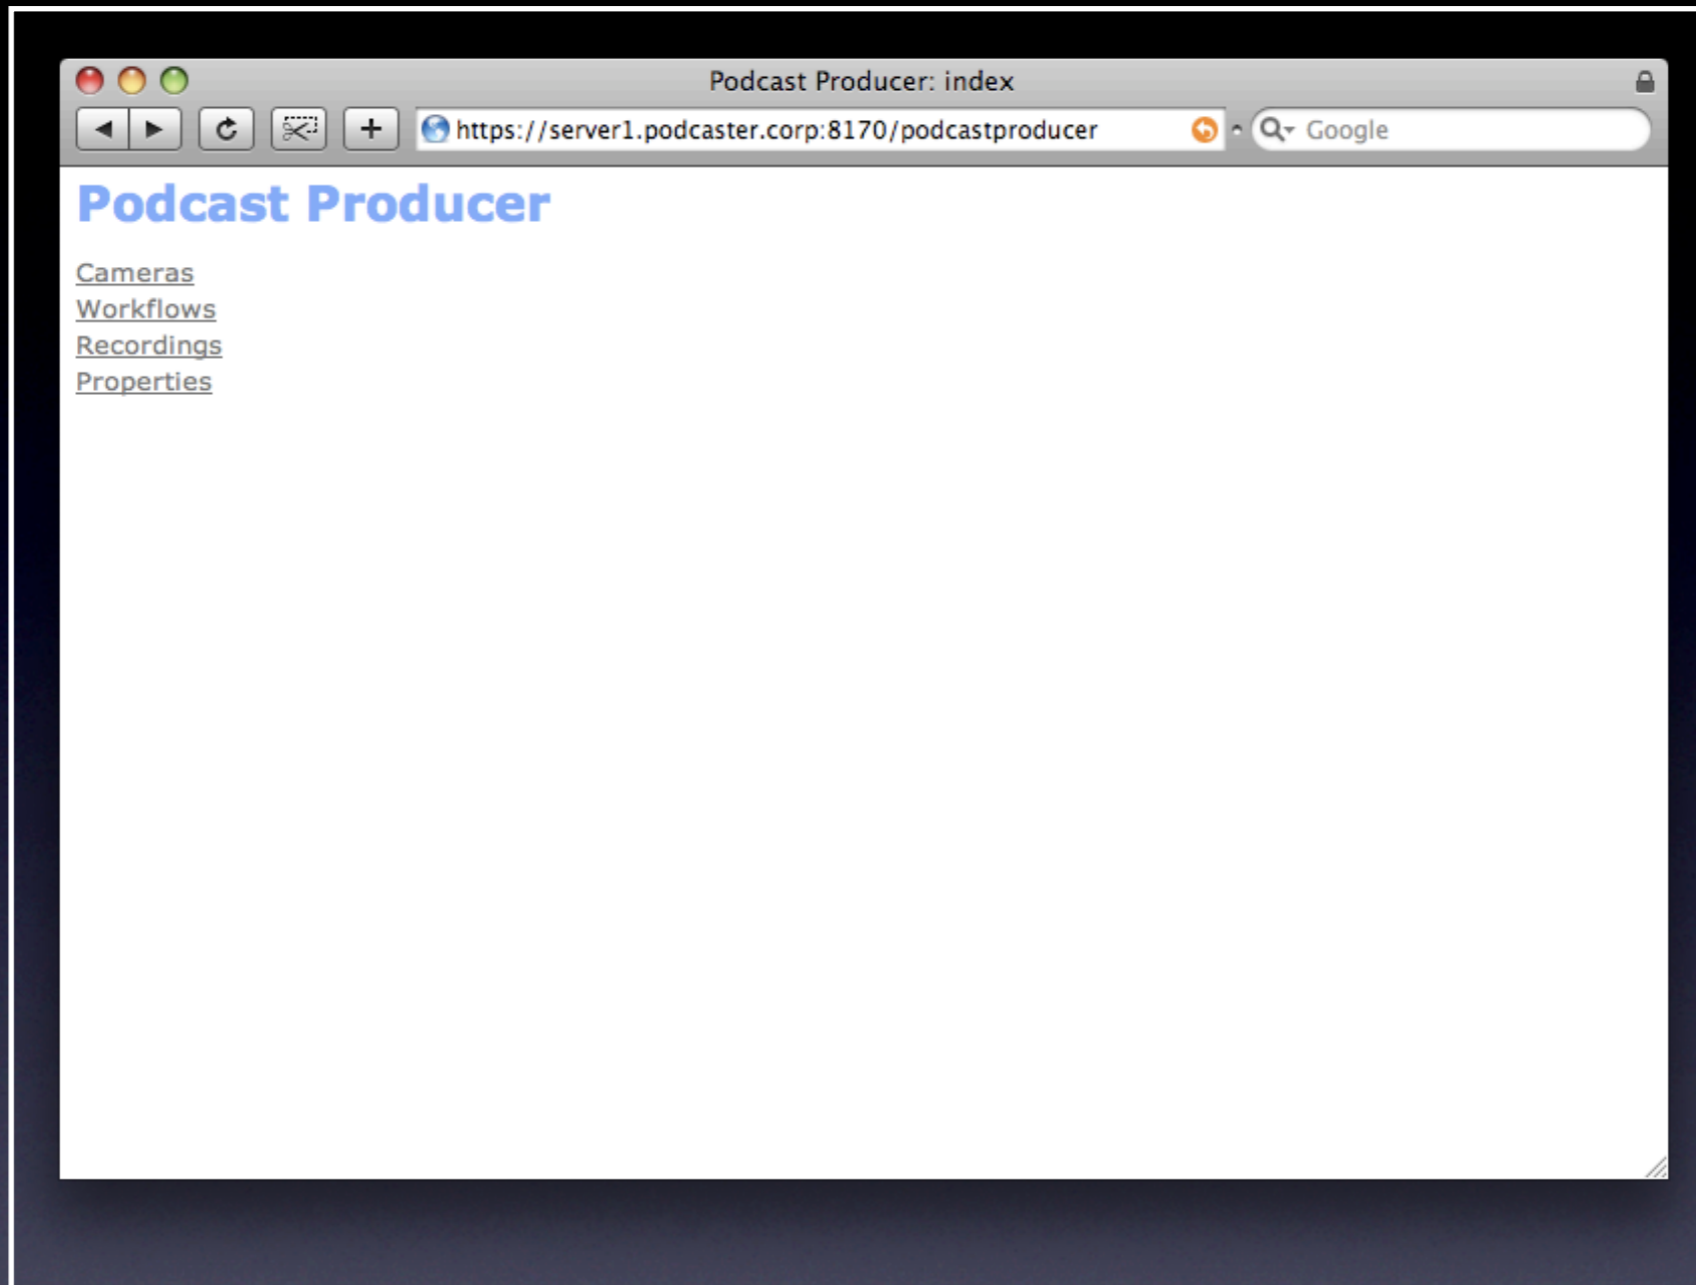 Podcast Producer: index
https://server1.podcaster.corp:8170/podcastproducer
Google
Podcast Producer
Cameras
Workflows
Recordings
Properties